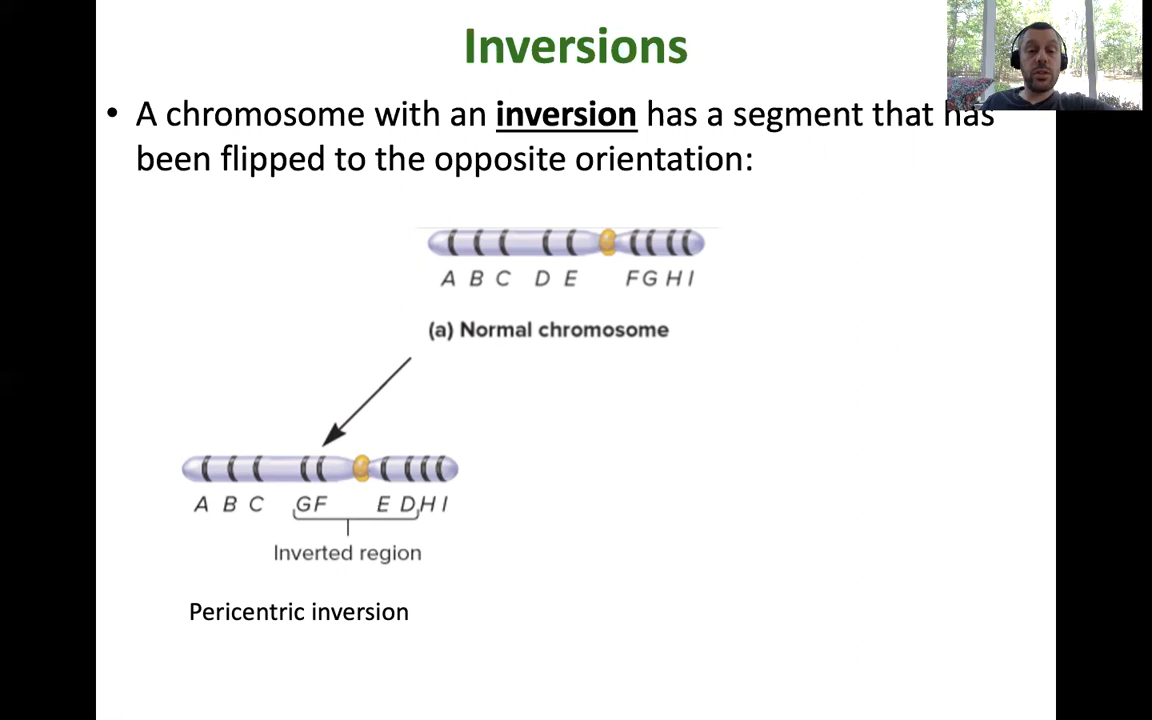 Inversions
• A chromosome with an inversion has a segment that has
been flipped to the opposite orientation:
A B C D E F G H I
(a) Normal chromosome
A B C G F E D H I
Inverted region
Pericentric inversion